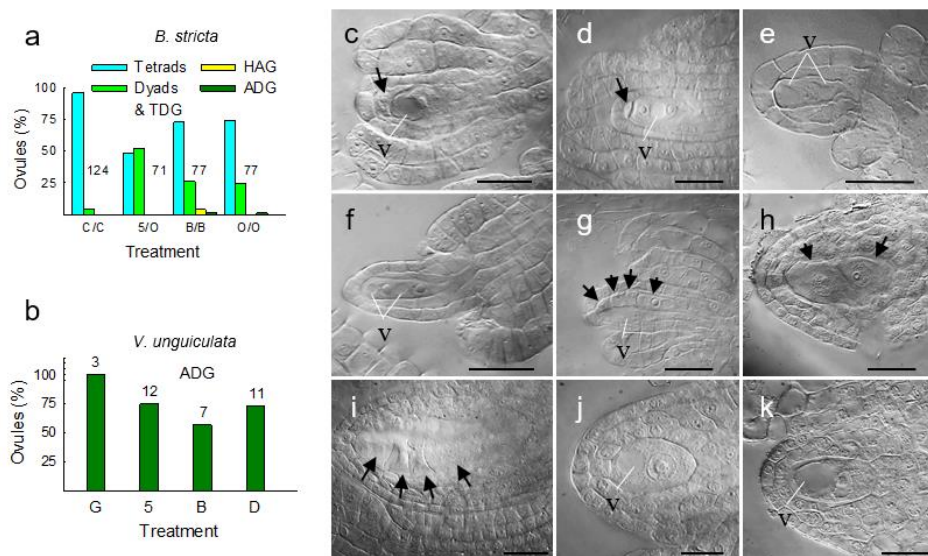 a
B. stricta
Tetrads
HAG
Dyads & TDG
ADG
Ovules (%)
100
75
50
25
124
71
77
77
C/C
5/O
B/B
O/O
Treatment
b
V. unguiculata
ADG
Ovules (%)
100
75
50
25
3
12
7
11
G
5
B
D
Treatment
c
v
d
v
e
v
f
v
g
v
h
i
j
v
k
v